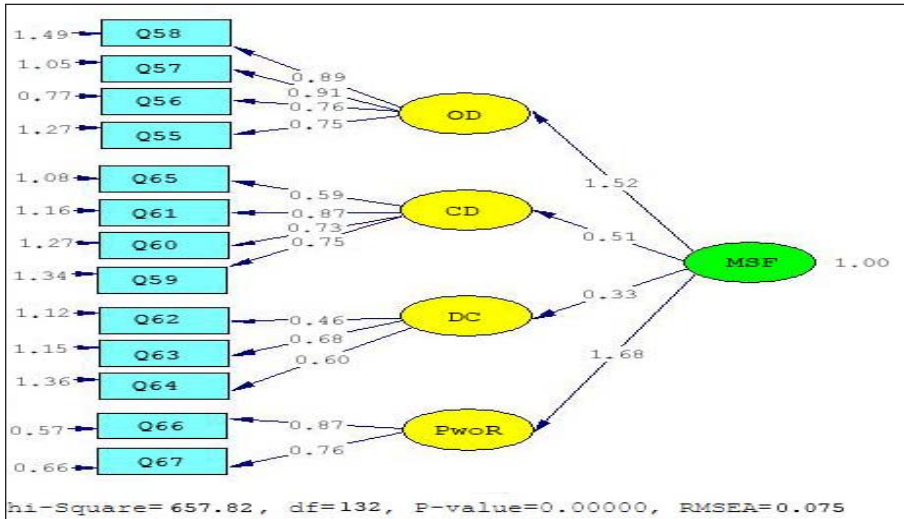 1.49 Q58
1.05 Q57
0.77 Q56
1.27 Q55
1.08 Q65
1.16 Q61
1.27 Q60
1.34 Q59
1.12 Q62
1.15 Q63
1.36 Q64
0.57 Q66
0.66 Q67
0.89
0.91
0.76
0.75
0.59
0.87
0.73
0.75
0.46
0.68
0.60
0.87
0.76
OD
CD
DC
PwoR
1.52
0.51
0.33
1.68
MSF 1.00
hi-Square=657.82, df=132, P-value=0.00000, RMSEA=0.075